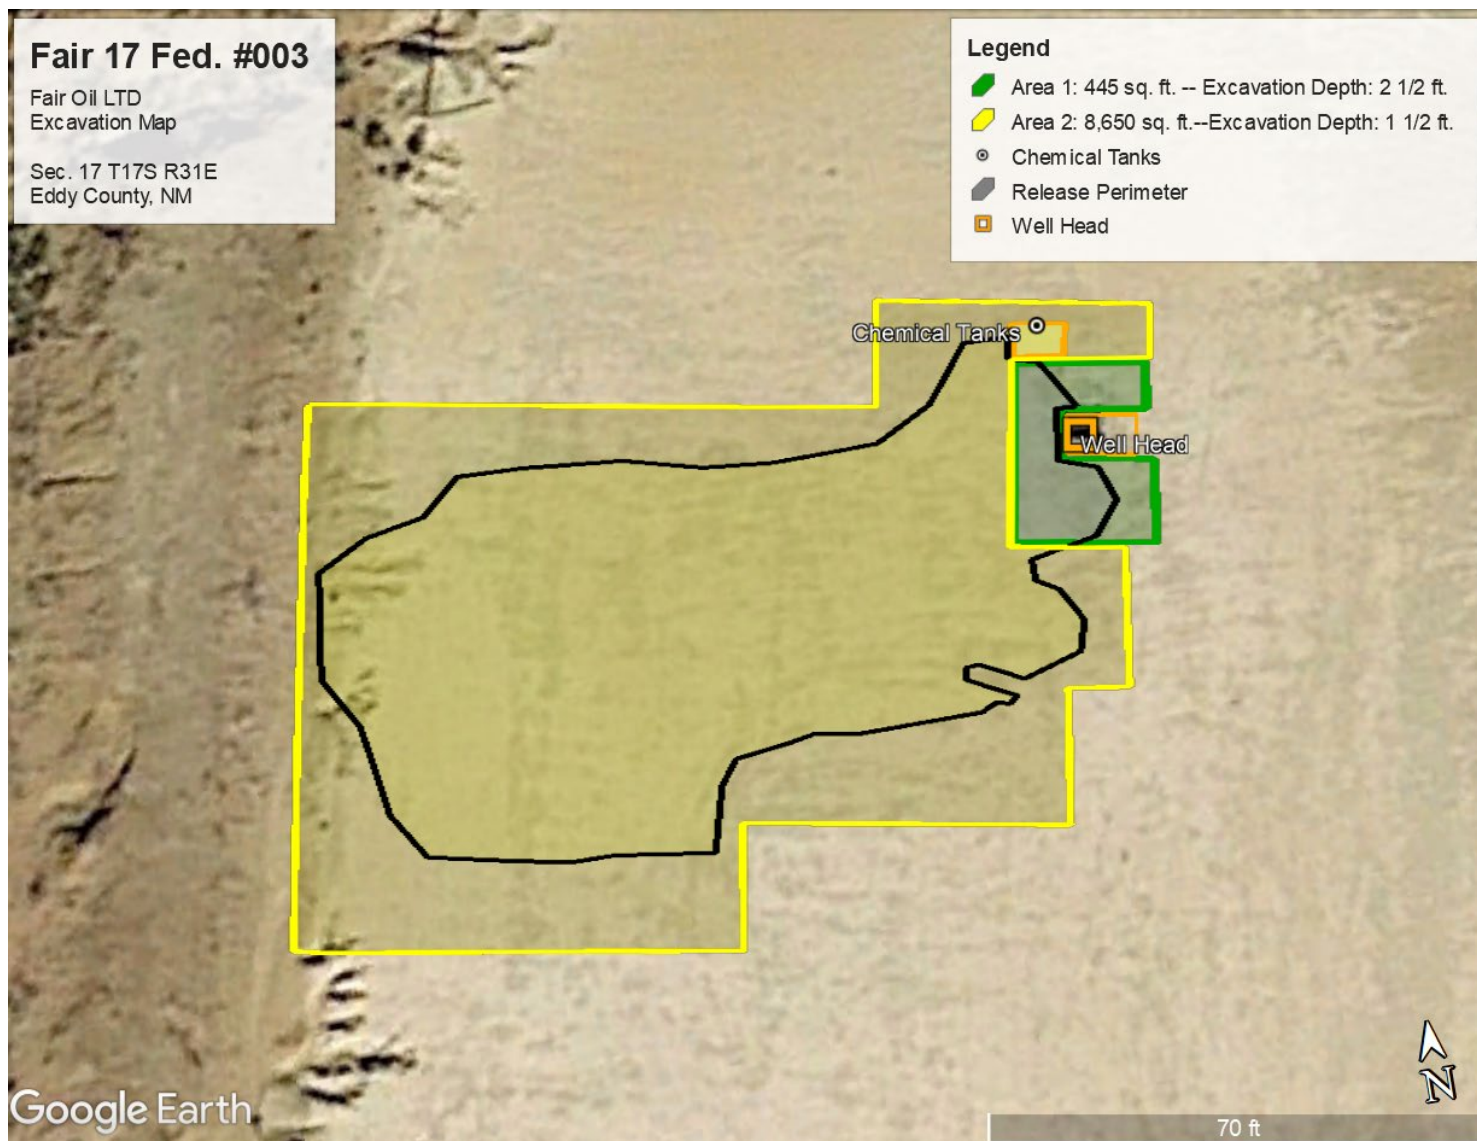 Fair 17 Fed. #003
Fair Oil LTD
Excavation Map
Sec. 17 T17S R31E
Eddy County, NM
Legend
Area 1: 445 sq. ft. -- Excavation Depth: 2 1/2 ft.
Area 2: 8,650 sq. ft.--Excavation Depth: 1 1/2 ft.
Chemical Tanks
Release Perimeter
Well Head
Chemical Tanks
Well Head
N
Google Earth
70 ft